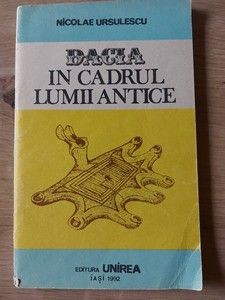 NICOLAE URSULESCU
DACIA
IN CADRUL
LUMII ANTICE
EDITURA UNIREA
IAȘI 1992